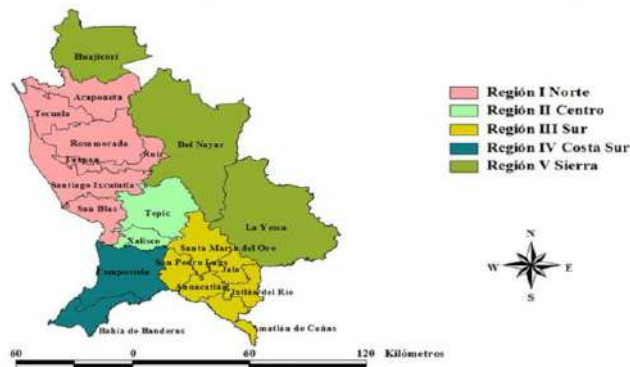 Huajicori
Acaponeta
Tecuala
Rosamorada
Del Nayar
Ruiz
Tuxpan
Santiago Ixcuintla
San Blas
Tepic
La Yesca
Xalisco
Santa María del Oro
Compostela
San Pedro Lags
Jala
Ahuacatlán
Ixtlán del Río
Amatlán de Cañas
Bahía de Banderas
Región I Norte
Región II Centro
Región III Sur
Región IV Costa Sur
Región V Sierra
N
W
E
S
60
0
60
120
Kilómetros